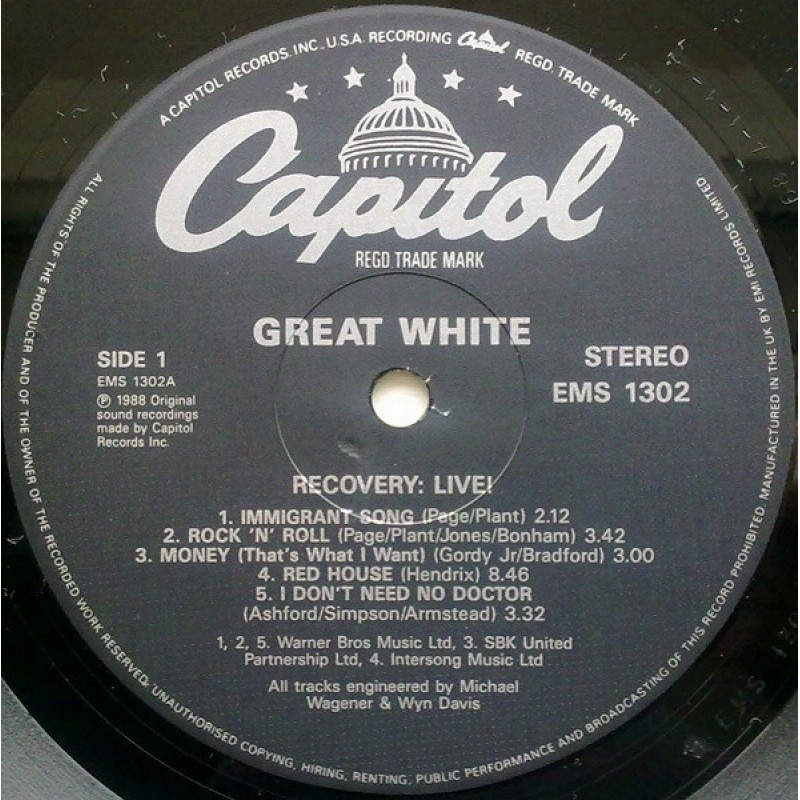 A CAPITOL RECORDS, INC., U.S.A. RECORDING Capitol REGD. TRADE MARK
Capitol
REGD TRADE MARK
GREAT WHITE
SIDE 1
EMS 1302A
℗ 1988 Original
sound recordings
made by Capitol
Records Inc.
STEREO
EMS 1302
RECOVERY: LIVE!
1. IMMIGRANT SONG (Page/Plant) 2.12
2. ROCK 'N' ROLL (Page/Plant/Jones/Bonham) 3.42
3. MONEY (That's What I Want) (Gordy Jr/Bradford) 3.00
4. RED HOUSE (Hendrix) 8.46
5. I DON'T NEED NO DOCTOR
(Ashford/Simpson/Armstead) 3.32
1, 2, 5. Warner Bros Music Ltd, 3. SBK United
Partnership Ltd, 4. Intersong Music Ltd
All tracks engineered by Michael
Wagener & Wyn Davis
ALL RIGHTS OF THE PRODUCER AND OF THE OWNER OF THE RECORDED WORK RESERVED. UNAUTHORISED COPYING, HIRING, RENTING, PUBLIC PERFORMANCE AND BROADCASTING OF THIS RECORD PROHIBITED. MANUFACTURED IN THE UK BY EMI RECORDS LIMITED